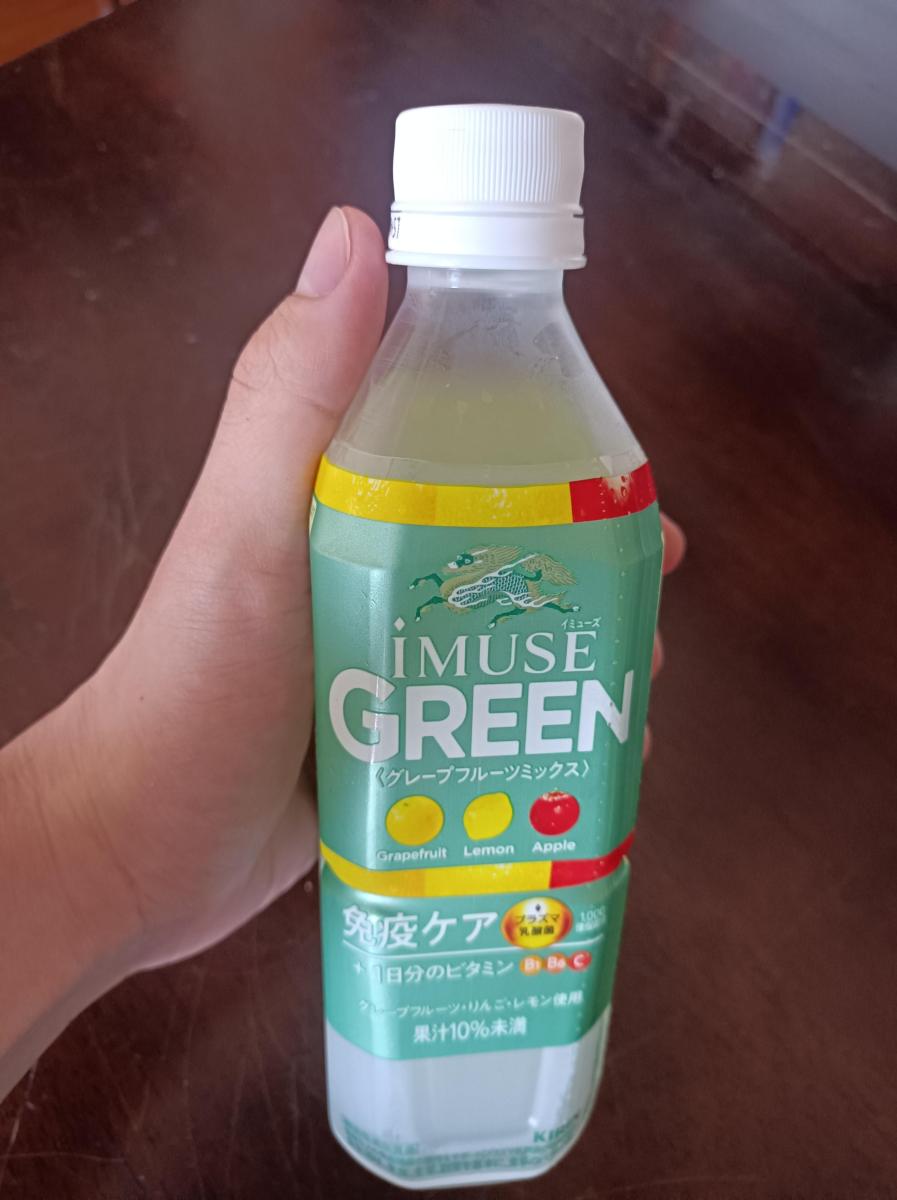 イミューズ
iMUSE
GREEN
〈グレープフルーツミックス〉
Grapefruit Lemon Apple
免疫ケア
プラズマ
乳酸菌
+1日分のビタミン B1 B6 C
グレープフルーツ・りんご・レモン使用
果汁10%未満